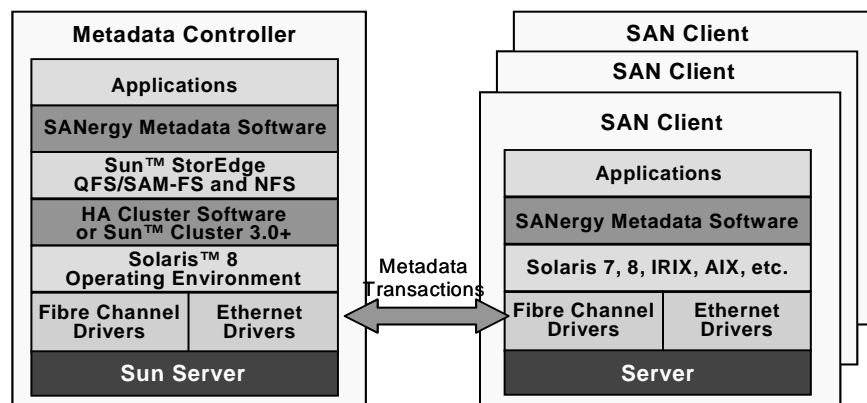 Metadata Controller
Applications
SANergy Metadata Software
Sun™ StorEdge
QFS/SAM-FS and NFS
HA Cluster Software
or Sun™ Cluster 3.0+
Solaris™ 8
Operating Environment
Fibre Channel
Drivers
Ethernet
Drivers
Sun Server
Metadata
Transactions
SAN Client
SAN Client
SAN Client
Applications
SANergy Metadata Software
Solaris 7, 8, IRIX, AIX, etc.
Fibre Channel
Drivers
Ethernet
Drivers
Server